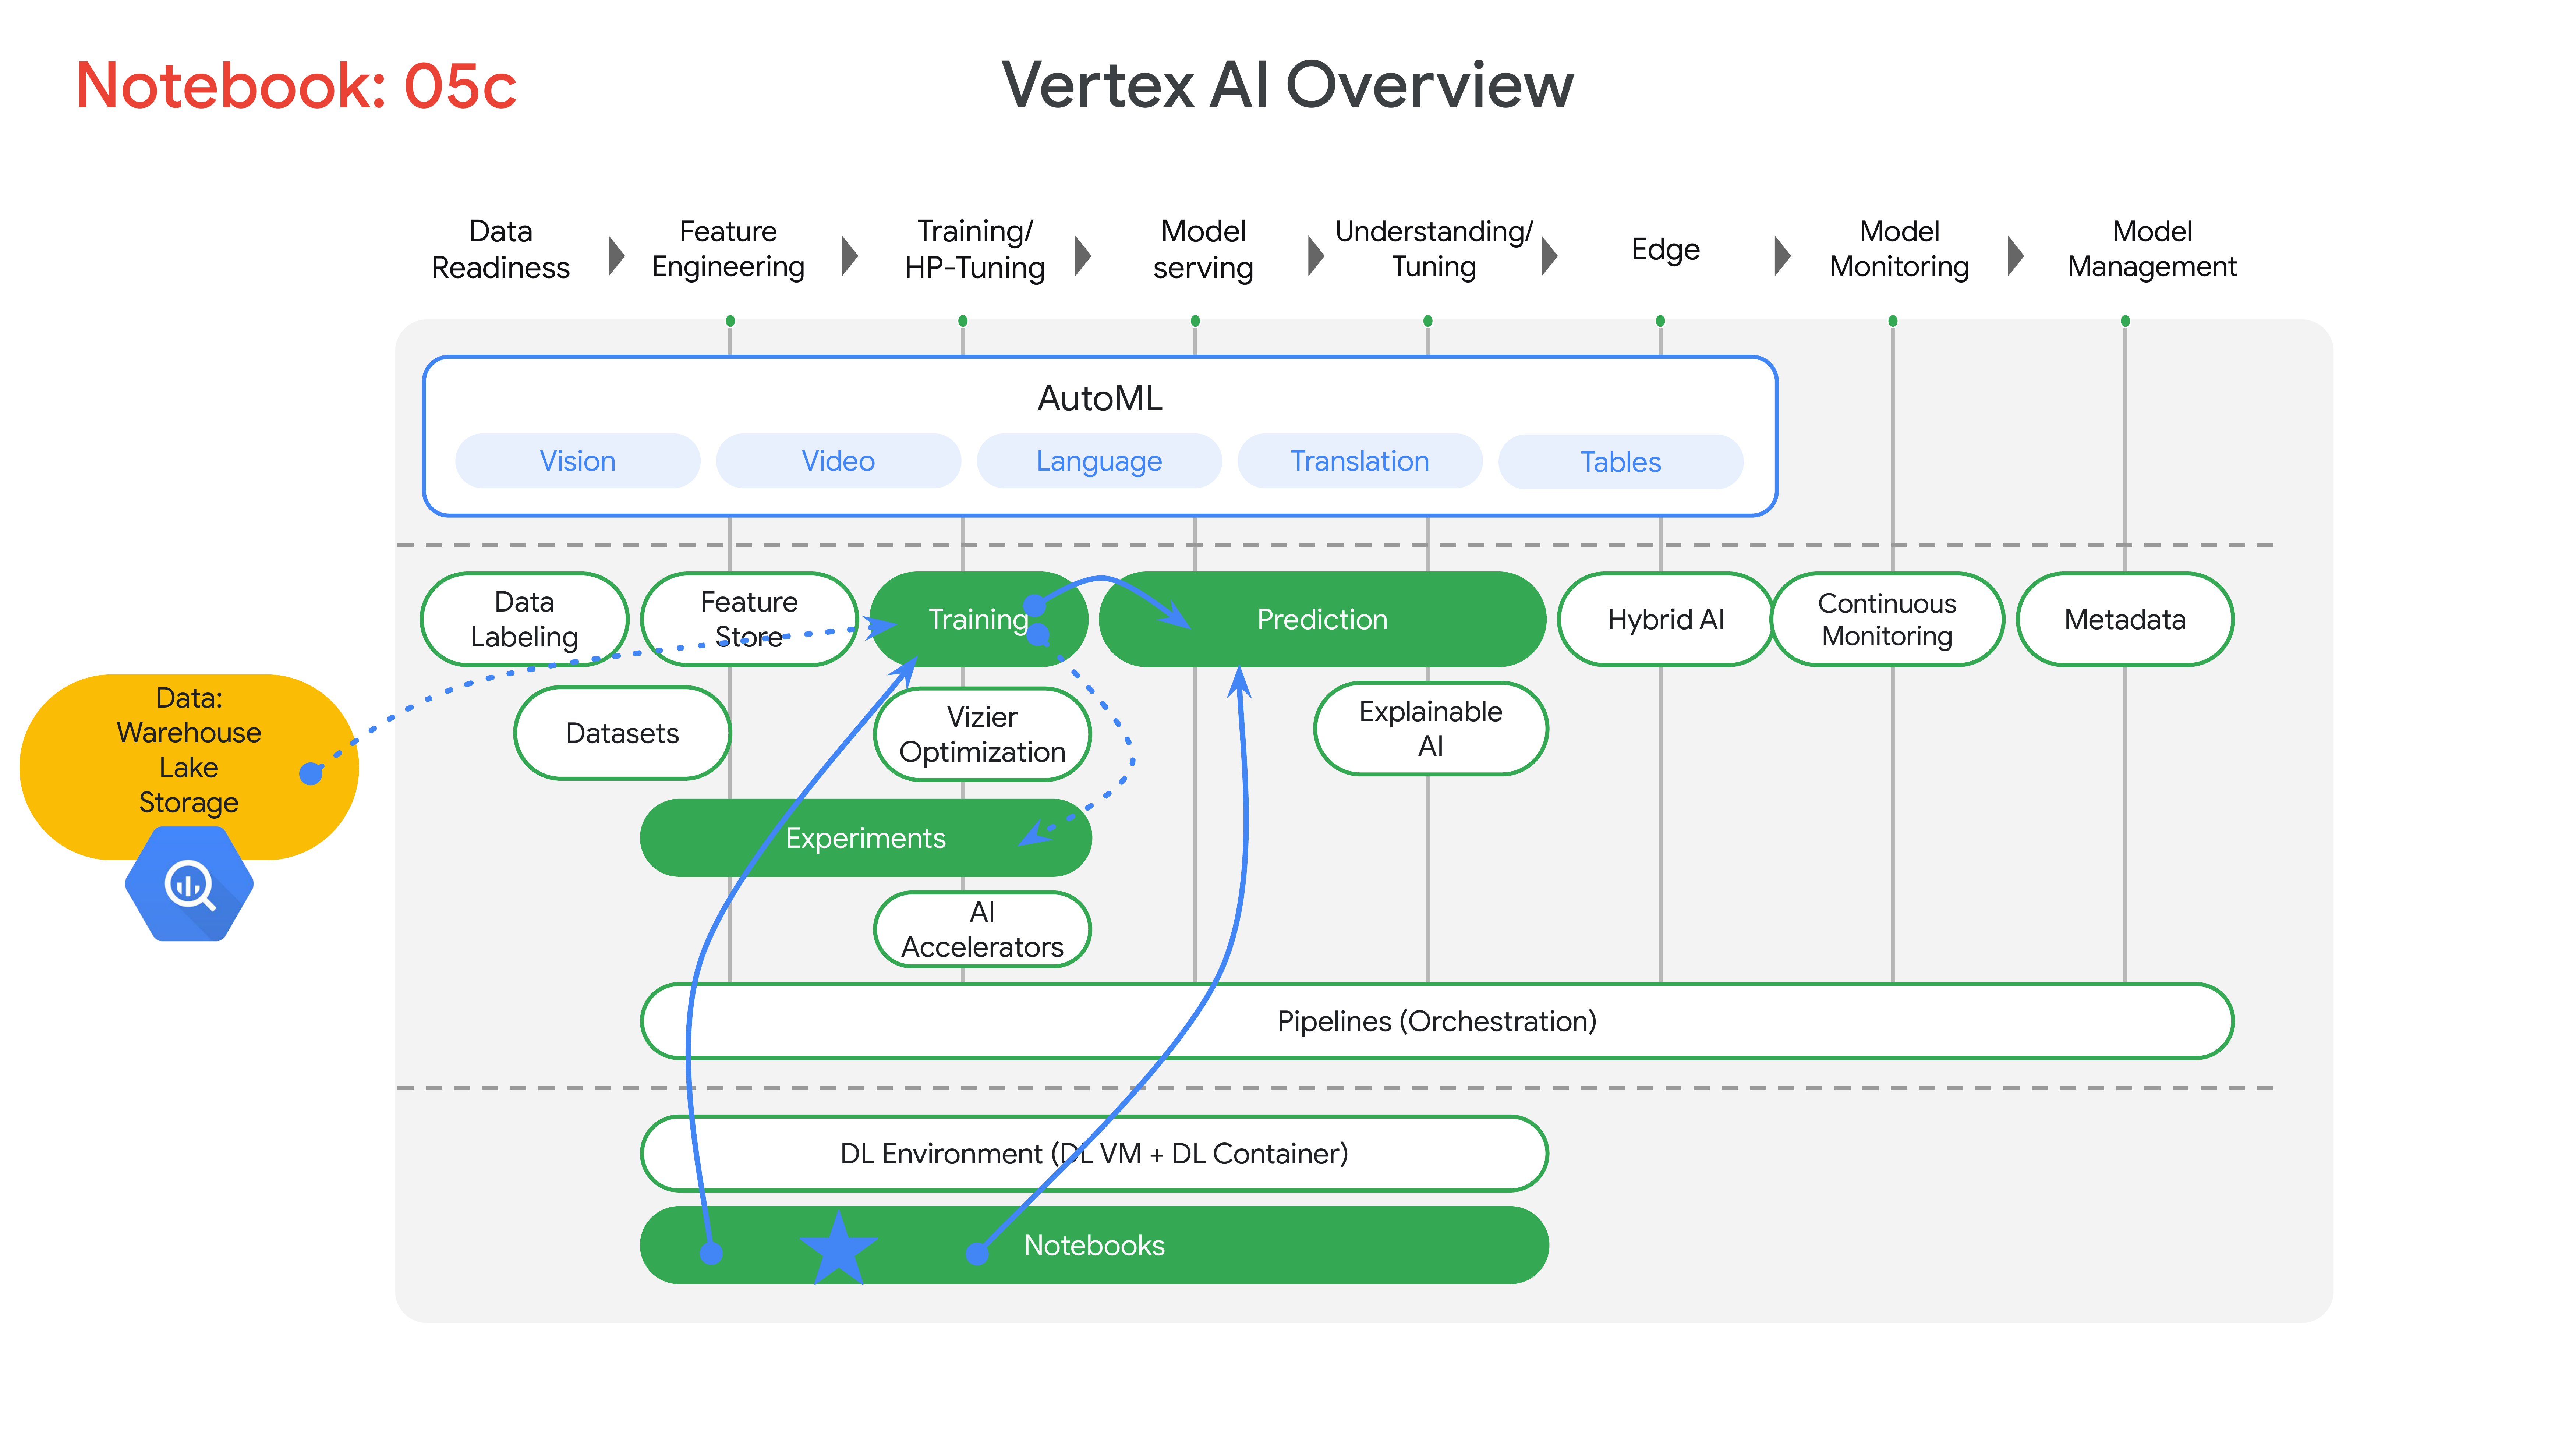 Notebook: 05c
Vertex AI Overview
Data
Readiness
Feature
Engineering
Training/
HP-Tuning
Model
serving
Understanding/
Tuning
Edge
Model
Monitoring
Model
Management
AutoML
Vision
Video
Language
Translation
Tables
Data
Labeling
Feature
Store
Training
Prediction
Hybrid AI
Continuous
Monitoring
Metadata
Data:
Warehouse
Lake
Storage
Datasets
Vizier
Optimization
Explainable
AI
Experiments
AI
Accelerators
Pipelines (Orchestration)
DL Environment (DL VM + DL Container)
Notebooks